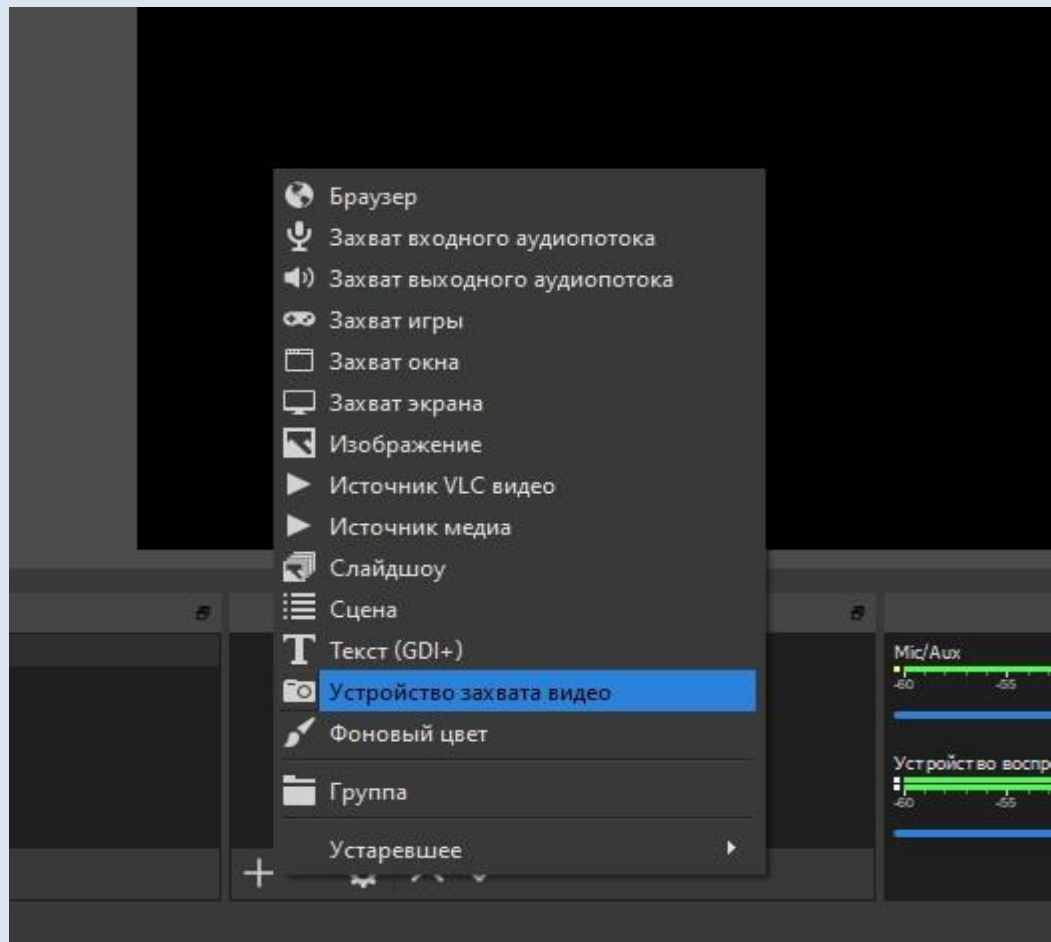 Браузер
Захват входного аудиопотока
Захват выходного аудиопотока
Захват игры
Захват окна
Захват экрана
Изображение
Источник VLC видео
Источник медиа
Слайдшоу
Сцена
Текст (GDI+)
Устройство захвата видео
Фоновый цвет
Группа
Устаревшее
Mic/Aux
-60 -55
Устройство воспр
-60 -55